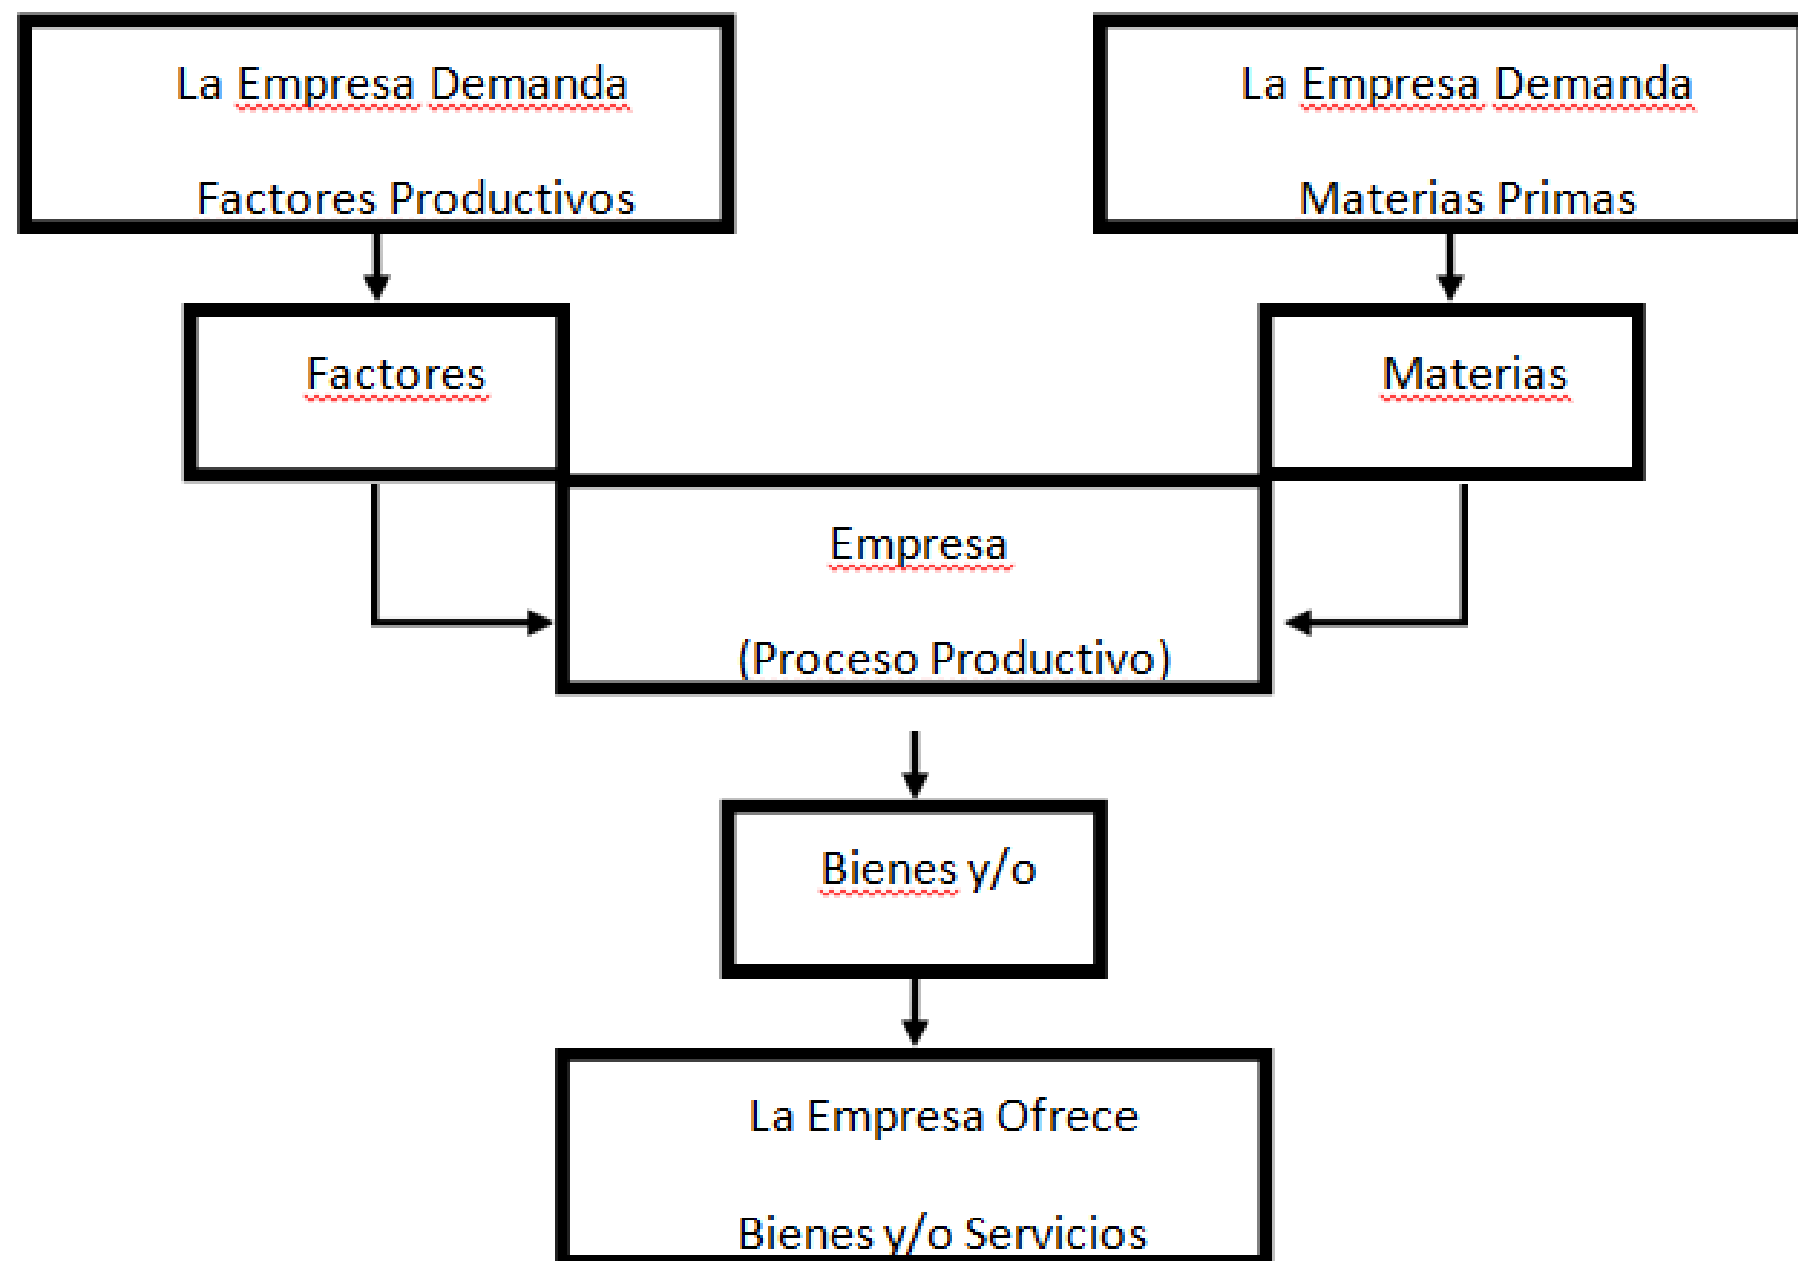 La Empresa Demanda
Factores Productivos
La Empresa Demanda
Materias Primas
Factores
Materias
Empresa
(Proceso Productivo)
Bienes y/o
La Empresa Ofrece
Bienes y/o Servicios